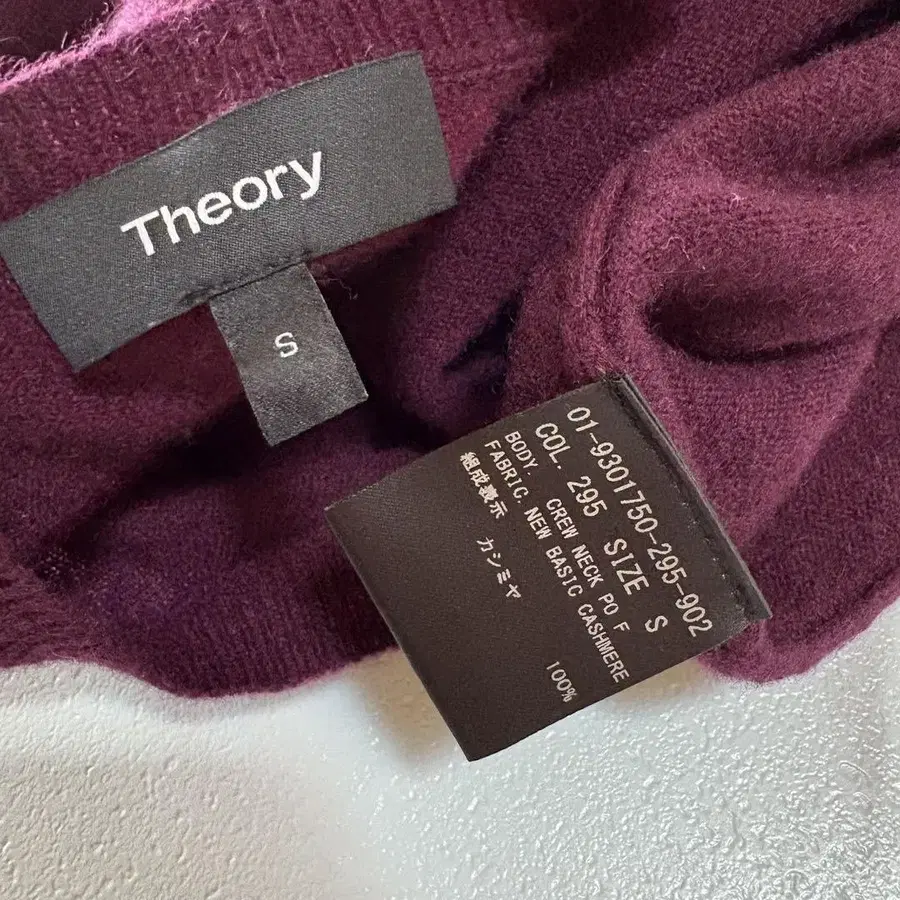 Theory
S
01-9301750-295-902
COL. 295 SIZE S
BODY. CREW NECK PO F
FABRIC. NEW BASIC CASHMERE
組成表示 カシミヤ 100%